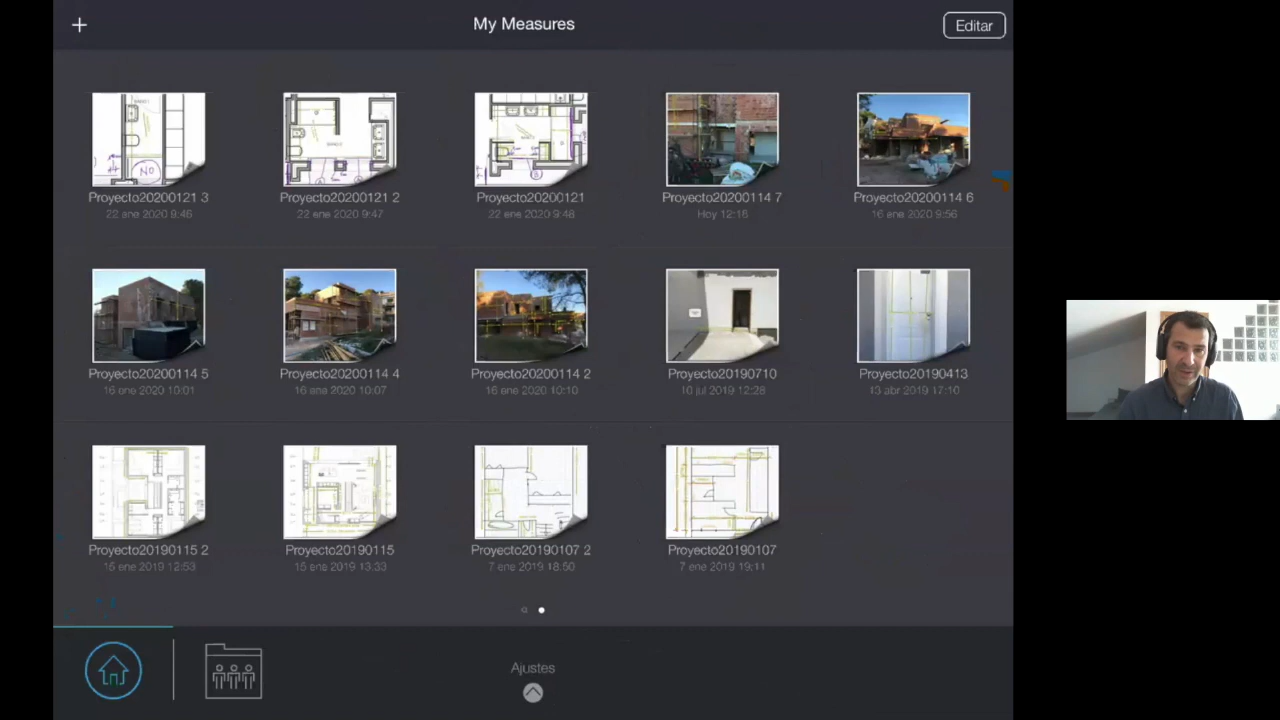 + My Measures Editar
Proyecto20200121 3
22 ene 2020 9:46
Proyecto20200121 2
22 ene 2020 9:47
Proyecto20200121
22 ene 2020 9:48
Proyecto20200114 7
Hoy 12:18
Proyecto20200114 6
16 ene 2020 9:56
NO
Proyecto20200114 5
16 ene 2020 10:01
Proyecto20200114 4
16 ene 2020 10:07
Proyecto20200114 2
16 ene 2020 10:10
Proyecto20190710
10 jul 2019 12:28
Proyecto20190413
13 abr 2019 17:10
Proyecto20190115 2
15 ene 2019 12:53
Proyecto20190115
15 ene 2019 13:33
Proyecto20190107 2
7 ene 2019 18:50
Proyecto20190107
7 ene 2019 19:11
Ajustes